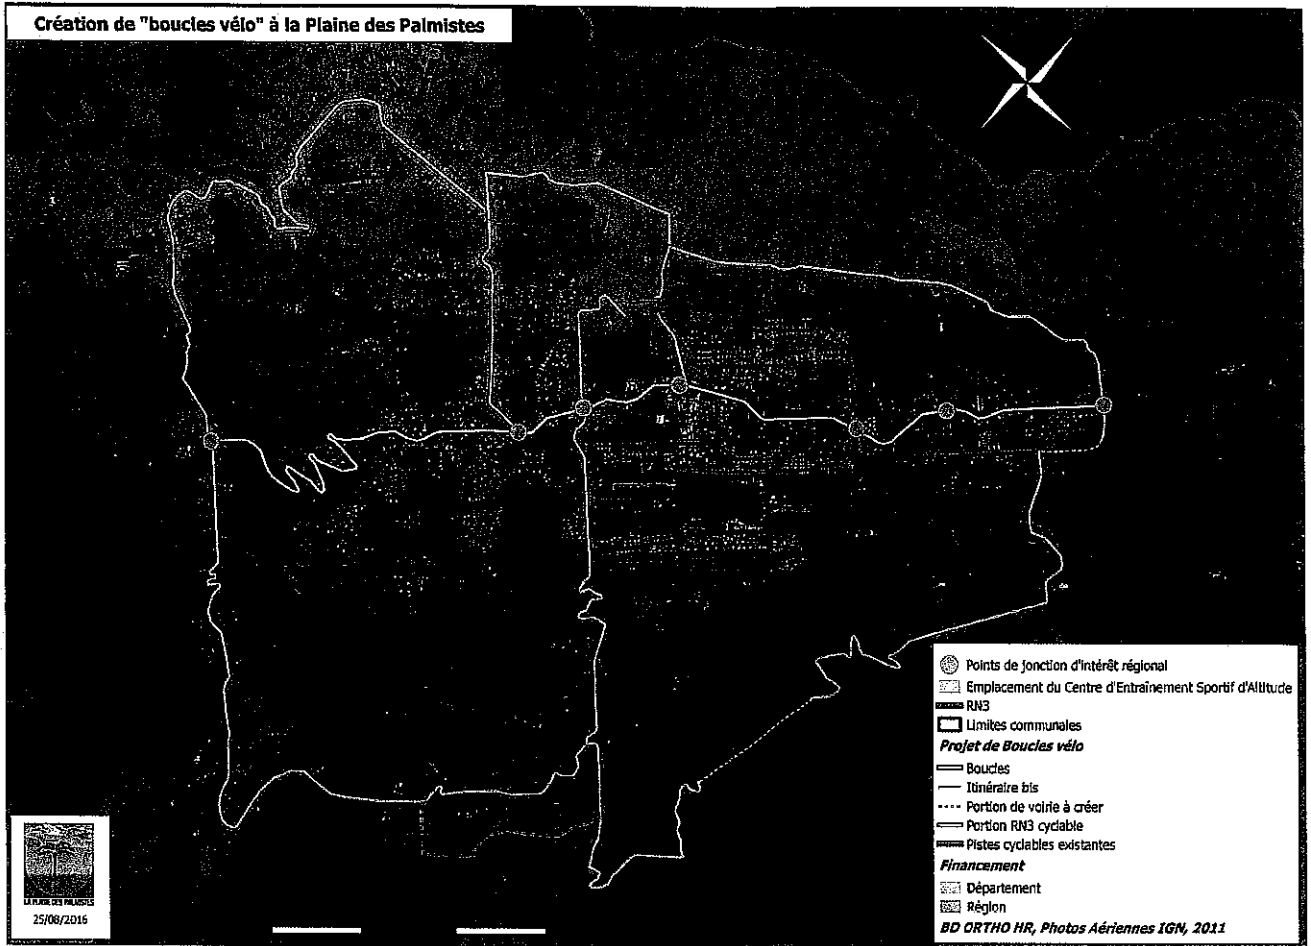 Création de "boucles vélo" à la Plaine des Palmistes
Points de jonction d'intérêt régional
Emplacement du Centre d'Entraînement Sportif d'Altitude
RN3
Limites communales
Projet de Boucles vélo
Boucles
Itinéraire bis
Portion de voirie à créer
Portion RN3 cyclable
Pistes cyclables existantes
Financement
Département
Région
BD ORTHO HR, Photos Aériennes IGN, 2011
LA PLAINE DES PALMISTES
25/08/2016